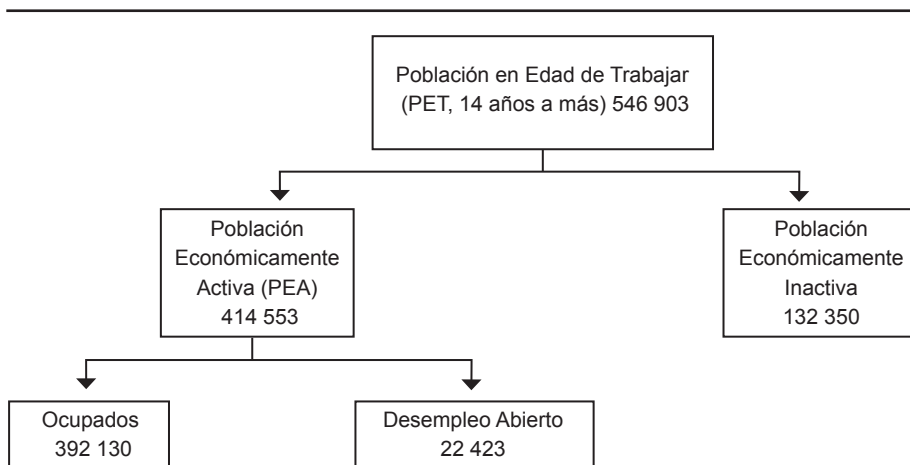 Población en Edad de Trabajar
(PET, 14 años a más) 546 903
Población
Económicamente
Activa (PEA)
414 553
Población
Económicamente
Inactiva
132 350
Ocupados
392 130
Desempleo Abierto
22 423